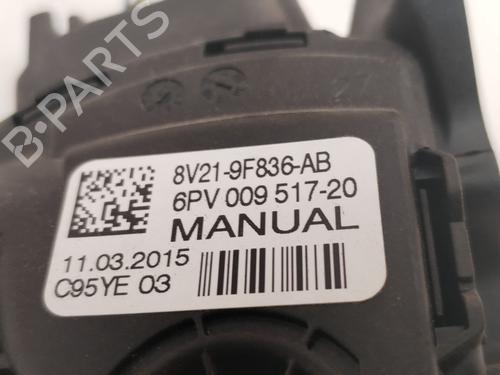 B-PARTS
8V21-9F836-AB
6PV 009 517-20
MANUAL
11.03.2015
C95YE 03